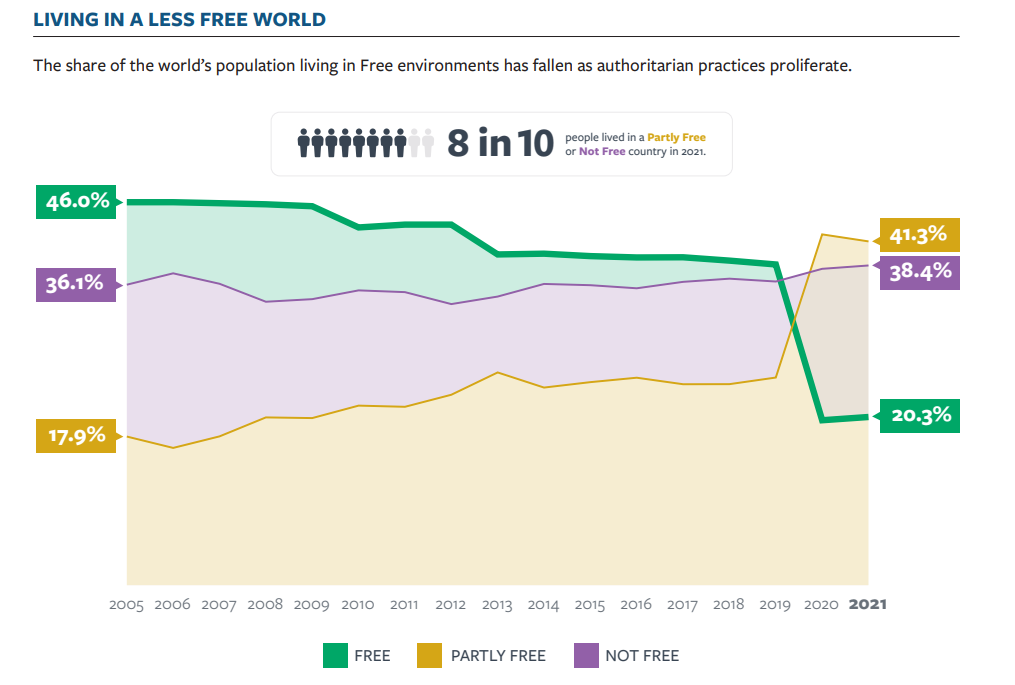 LIVING IN A LESS FREE WORLD
The share of the world's population living in Free environments has fallen as authoritarian practices proliferate.
8 in 10
people lived in a Partly Free
or Not Free country in 2021.
46.0%
41.3%
36.1%
38.4%
17.9%
20.3%
2005 2006 2007 2008 2009 2010 2011 2012 2013 2014 2015 2016 2017 2018 2019 2020 2021
FREE PARTLY FREE NOT FREE